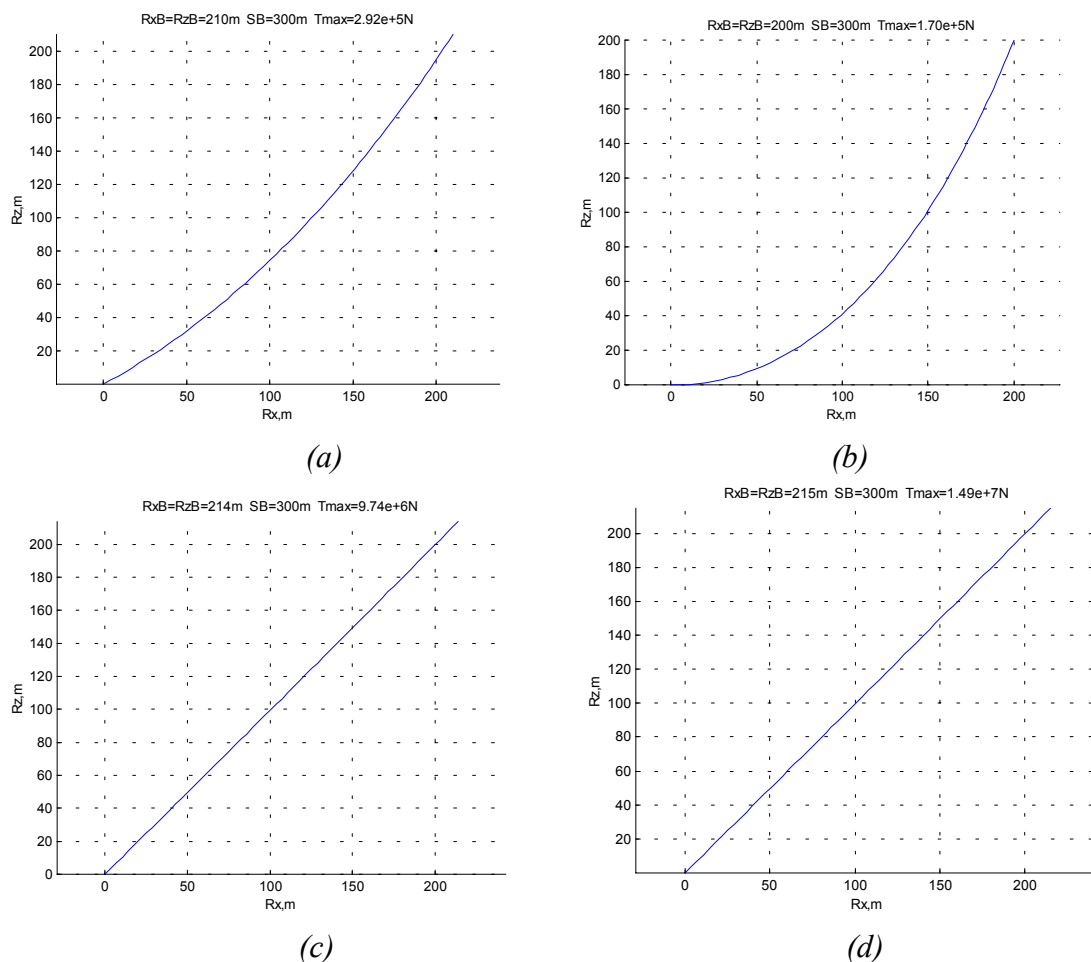 RxB=RzB=210m SB=300m Tmax=2.92e+5N
200
180
160
140
120
100
80
60
40
20
Rz,m
0 50 100 150 200
Rx,m
(a)
RxB=RzB=200m SB=300m Tmax=1.70e+5N
200
180
160
140
120
100
80
60
40
20
0
Rz,m
0 50 100 150 200
Rx,m
(b)
RxB=RzB=214m SB=300m Tmax=9.74e+6N
200
180
160
140
120
100
80
60
40
20
0
Rz,m
0 50 100 150 200
Rx,m
(c)
RxB=RzB=215m SB=300m Tmax=1.49e+7N
200
180
160
140
120
100
80
60
40
20
Rz,m
0 50 100 150 200
Rx,m
(d)